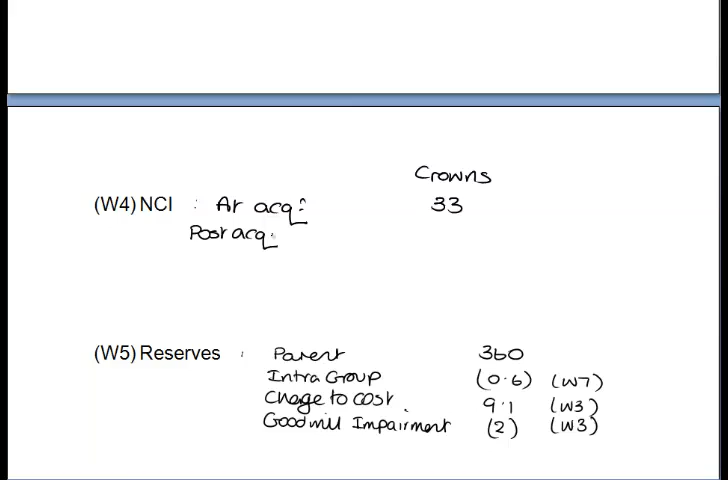 Crowns
(W4) NCI : At acq: 33
Post acq:
(W5) Reserves : Parent 360
Intra Group (0.6) (W7)
Change to cost 9.1 (W3)
Goodwill Impairment (2) (W3)